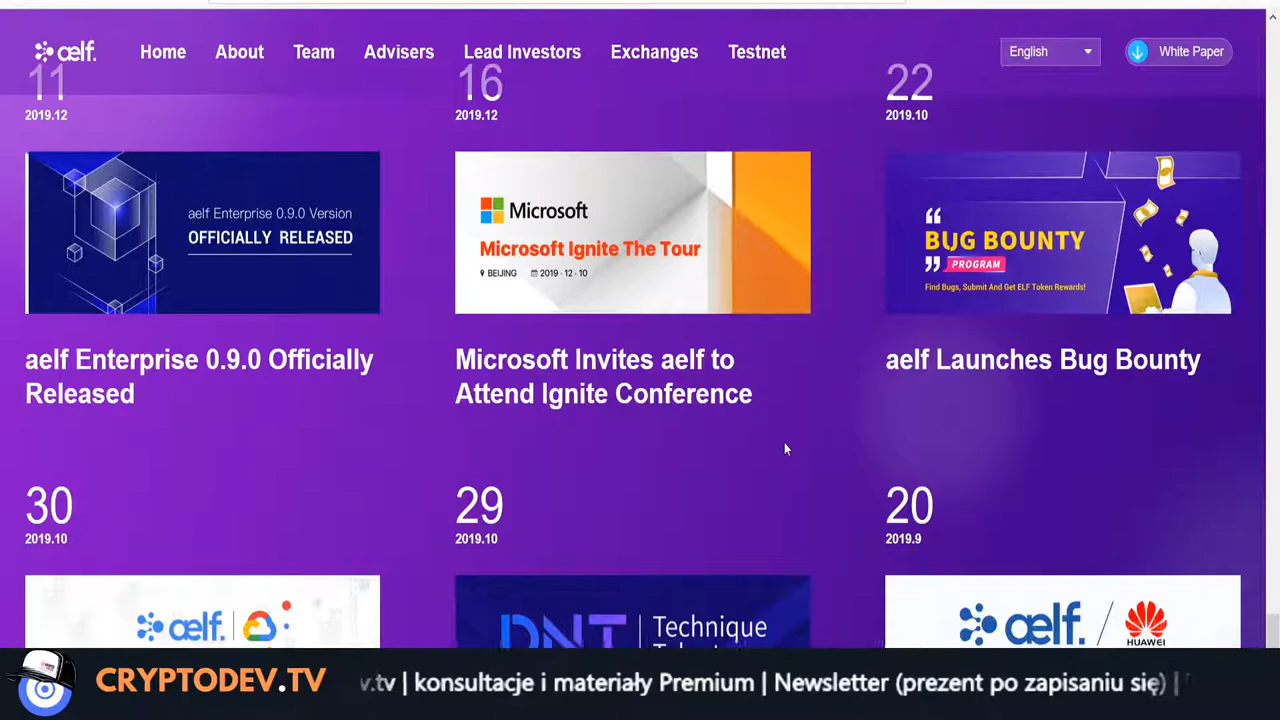 aelf. Home About Team Advisers Lead Investors Exchanges Testnet English White Paper
11
2019.12
16
2019.12
22
2019.10
aelf Enterprise 0.9.0 Version
OFFICIALLY RELEASED
Microsoft
Microsoft Ignite The Tour
BEIJING 2019·12·10
“
BUG BOUNTY
” PROGRAM
Find Bugs, Submit And Get ELF Token Rewards!
aelf Enterprise 0.9.0 Officially
Released
Microsoft Invites aelf to
Attend Ignite Conference
aelf Launches Bug Bounty
30
2019.10
29
2019.10
20
2019.9
aelf.
DNT Technique
aelf. / HUAWEI
CRYPTODEV.TV
v.tv | konsultacje i materiały Premium | Newsletter (prezent po zapisaniu się) |